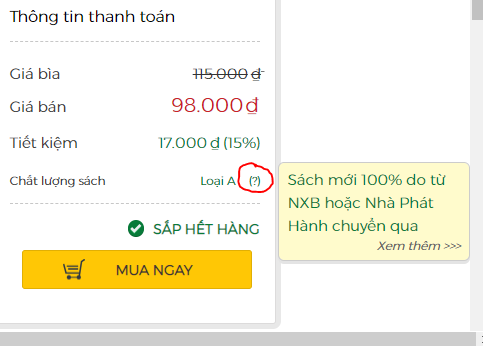 Thông tin thanh toán
Giá bìa 115.000 ₫
Giá bán 98.000 ₫
Tiết kiệm 17.000 ₫ (15%)
Chất lượng sách Loại A (?)
Sách mới 100% do từ
NXB hoặc Nhà Phát
Hành chuyển qua
Xem thêm >>>
SẮP HẾT HÀNG
MUA NGAY